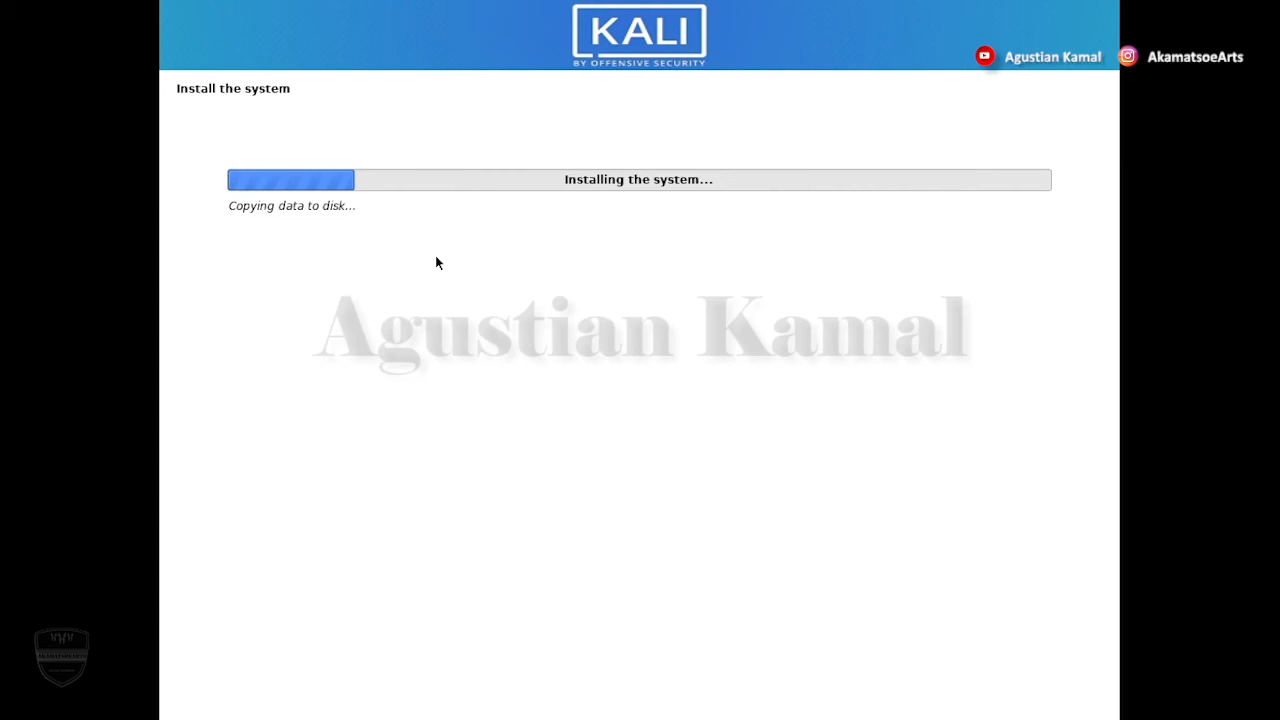 KALI
BY OFFENSIVE SECURITY
Agustian Kamal
AkamatsoeArts
Install the system
Installing the system...
Copying data to disk...
Agustian Kamal